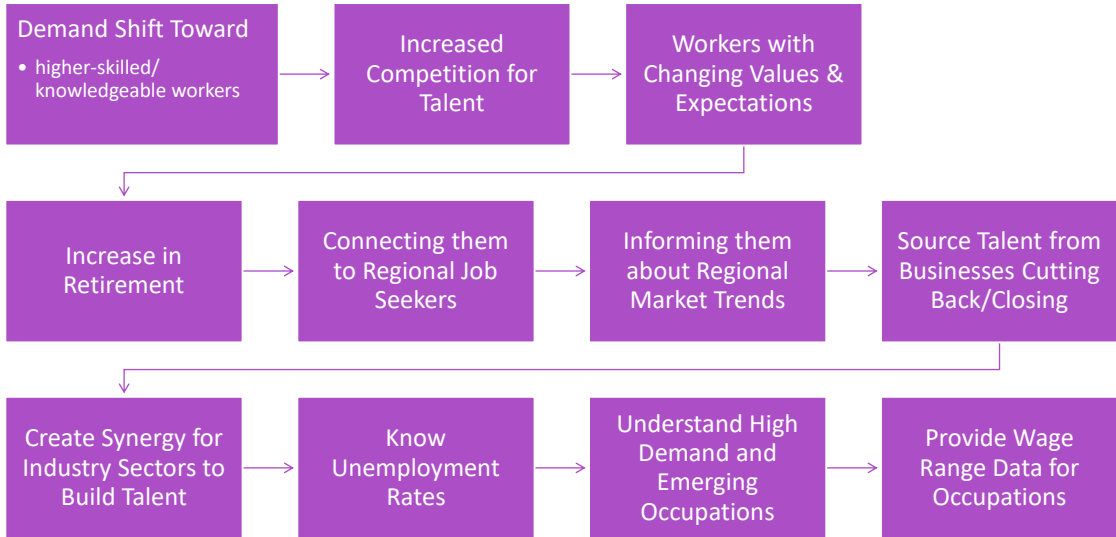 Demand Shift Toward
• higher-skilled/
knowledgeable workers
Increased
Competition for
Talent
Workers with
Changing Values &
Expectations
Increase in
Retirement
Connecting them
to Regional Job
Seekers
Informing them
about Regional
Market Trends
Source Talent from
Businesses Cutting
Back/Closing
Create Synergy for
Industry Sectors to
Build Talent
Know
Unemployment
Rates
Understand High
Demand and
Emerging
Occupations
Provide Wage
Range Data for
Occupations